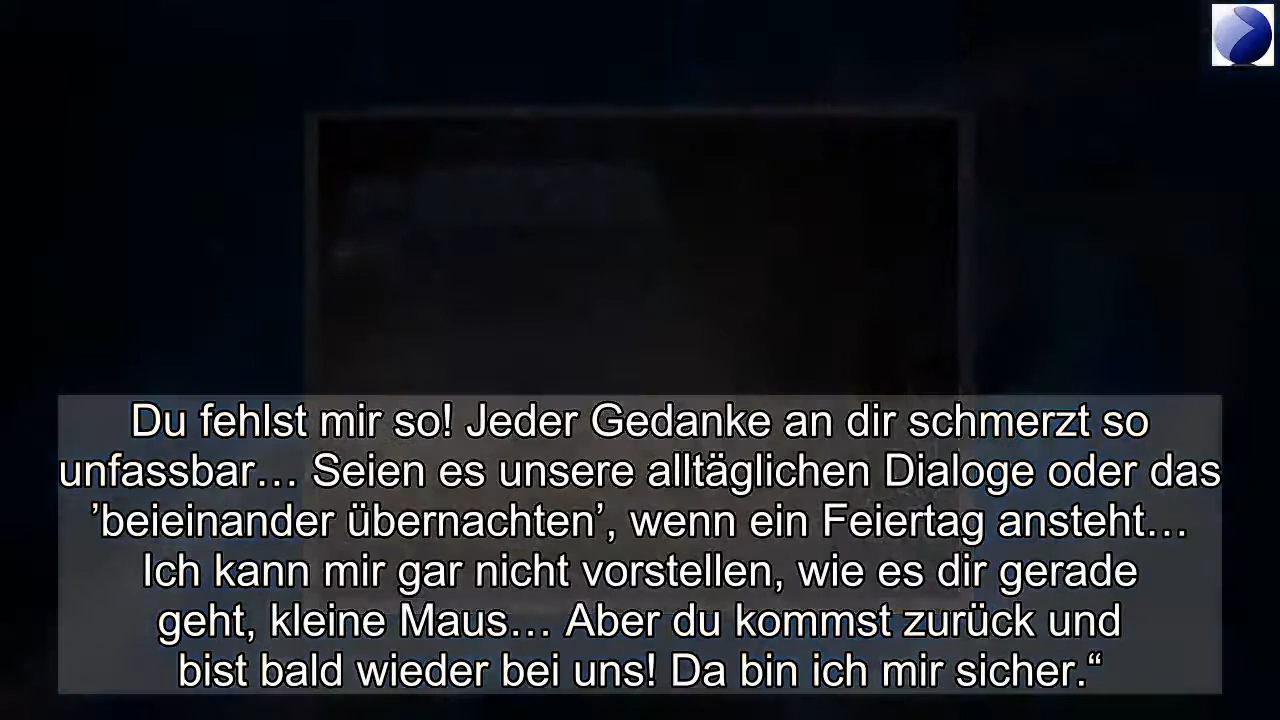 Du fehlst mir so! Jeder Gedanke an dir schmerzt so
unfassbar… Seien es unsere alltäglichen Dialoge oder das
’beieinander übernachten’, wenn ein Feiertag ansteht…
Ich kann mir gar nicht vorstellen, wie es dir gerade
geht, kleine Maus… Aber du kommst zurück und
bist bald wieder bei uns! Da bin ich mir sicher.“